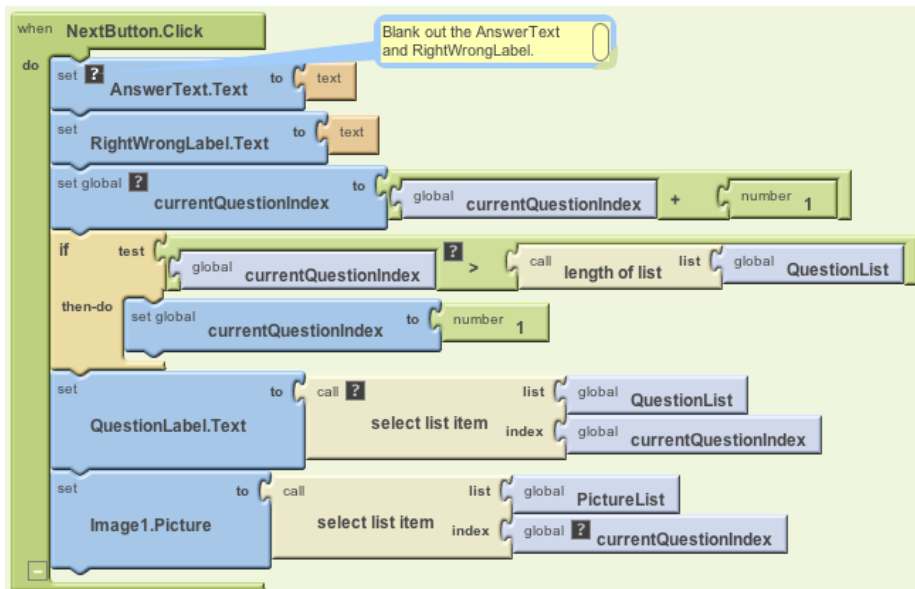 when NextButton.Click
Blank out the AnswerText
and RightWrongLabel.
do
set ? AnswerText.Text to text
set RightWrongLabel.Text to text
set global ? currentQuestionIndex to global currentQuestionIndex + number 1
if test global currentQuestionIndex ? > call length of list list global QuestionList
then-do set global currentQuestionIndex to number 1
set QuestionLabel.Text to call ? select list item list global QuestionList
index global currentQuestionIndex
set Image1.Picture to call select list item list global PictureList
index global ? currentQuestionIndex